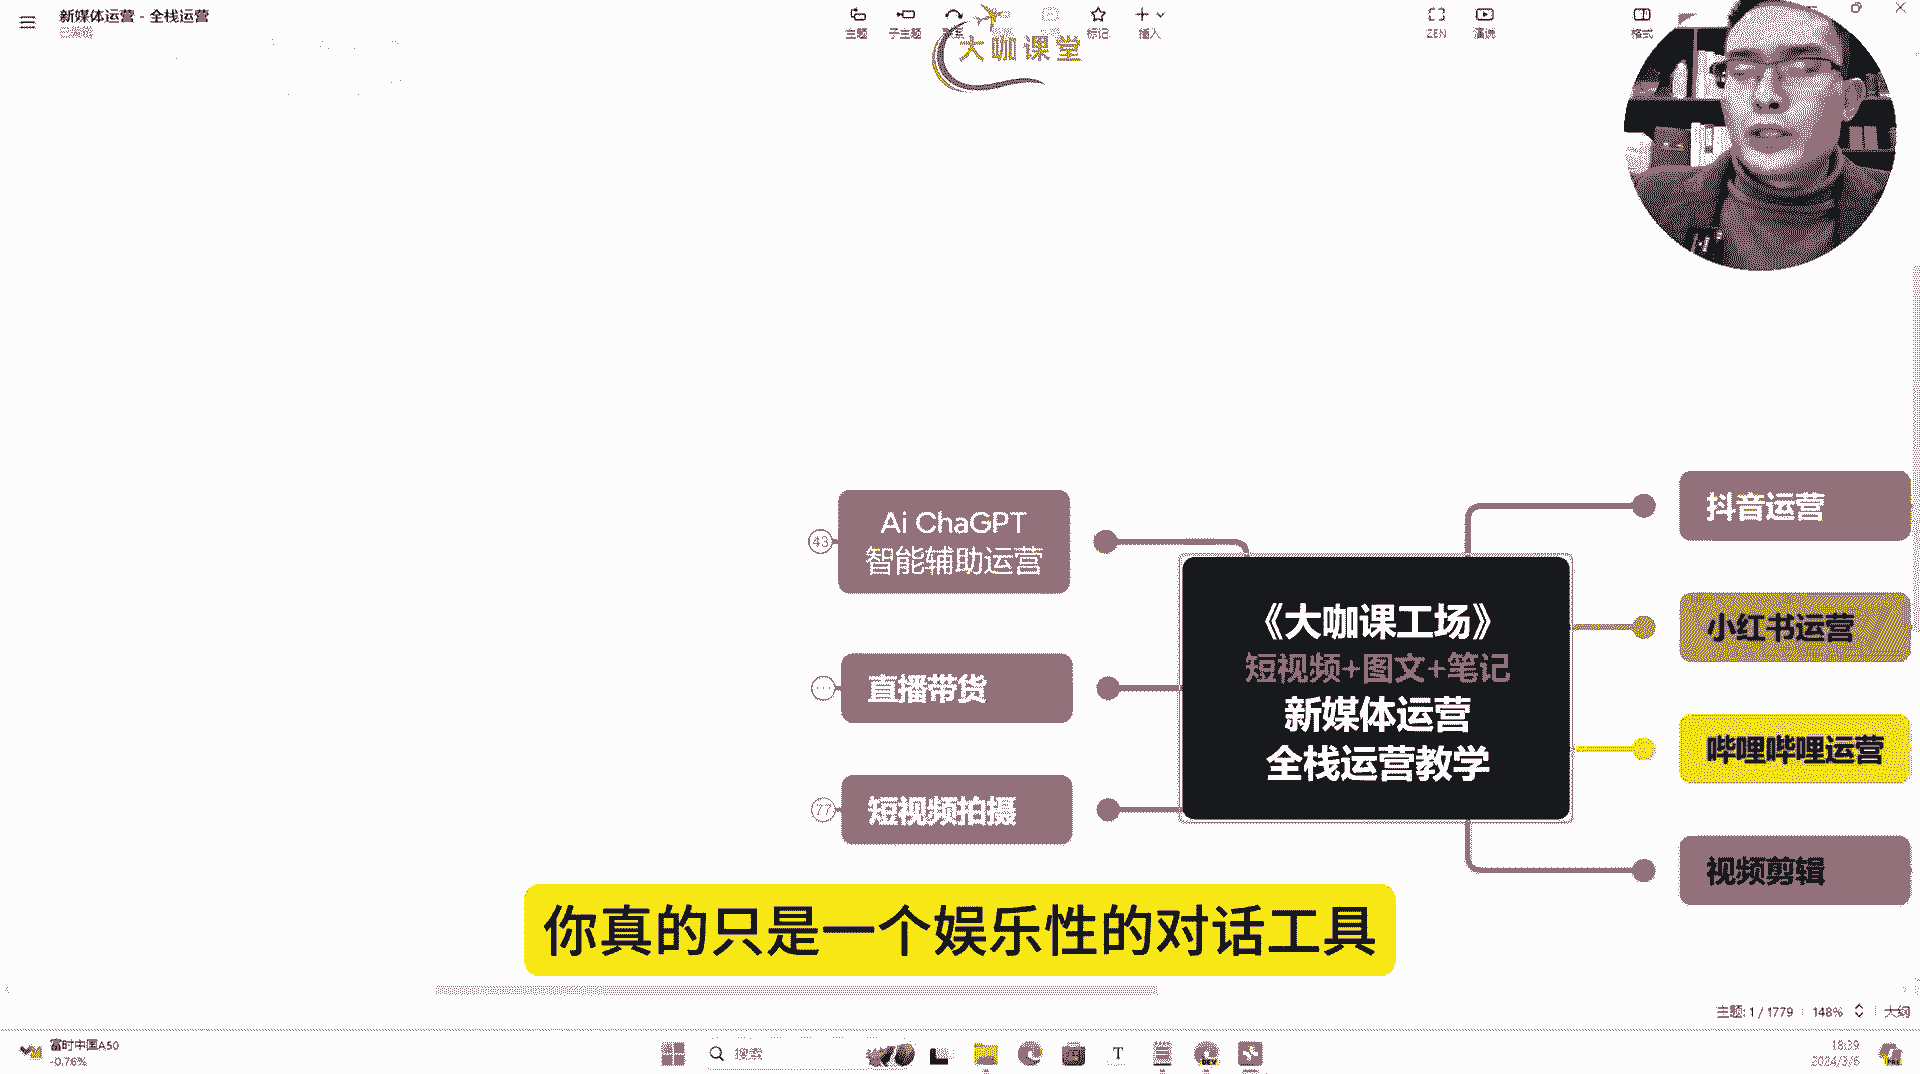 新媒体运营 - 全栈运营
已编辑
主题
子主题
联系
标记
插入
ZEN
演说
格式
大咖课堂
43
Ai ChaGPT
智能辅助运营
直播带货
77
短视频拍摄
《大咖课工场》
短视频+图文+笔记
新媒体运营
全栈运营教学
抖音运营
小红书运营
哔哩哔哩运营
视频剪辑
你真的只是一个娱乐性的对话工具
主题: 1 / 1779
148%
大纲
富时中国A50
-0.76%
搜索
T
DEV
18:39
2024/3/6